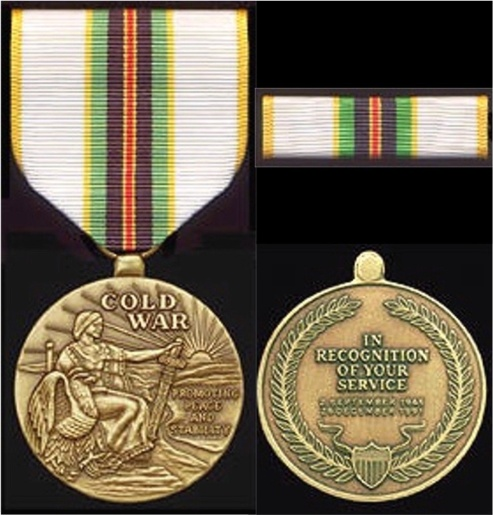 COLD
WAR
PROMOTING
PEACE
AND
STABILITY
IN
RECOGNITION
OF YOUR
SERVICE
2 SEPTEMBER 1945
26 DECEMBER 1991